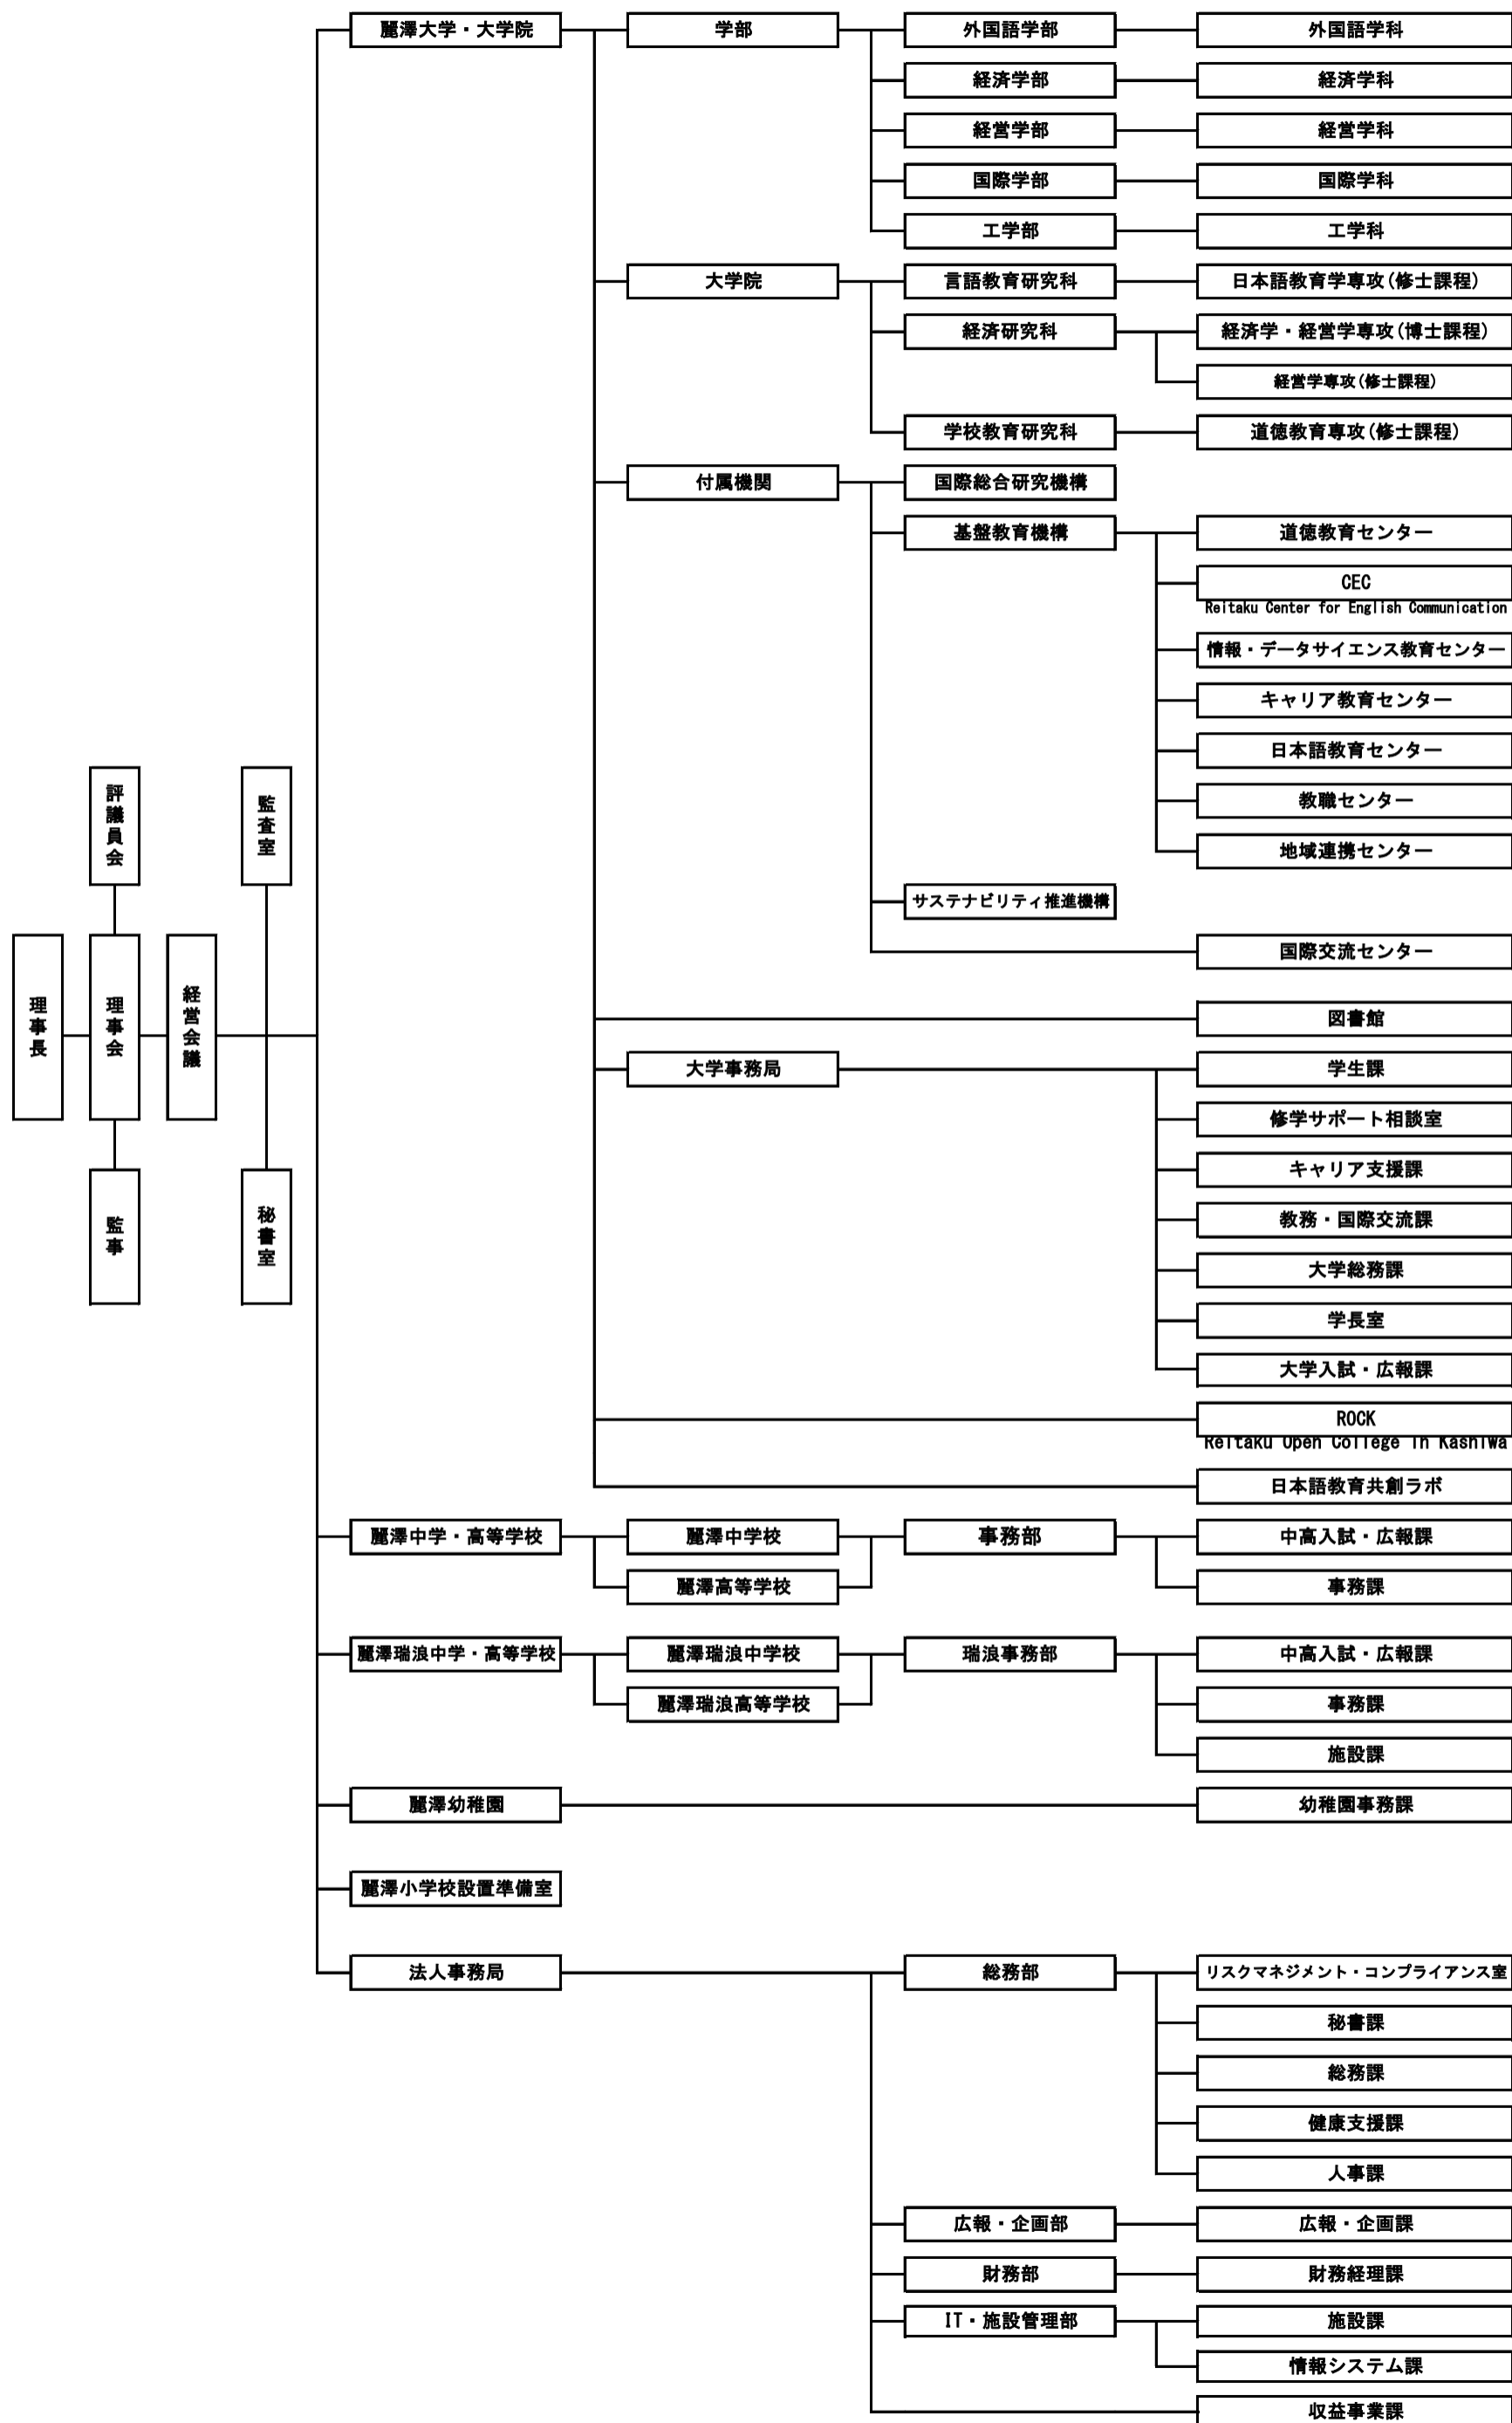 麗澤大学・大学院
学部
外国語学部
外国語学科
経済学部
経済学科
経営学部
経営学科
国際学部
国際学科
工学部
工学科
大学院
言語教育研究科
日本語教育学専攻(修士課程)
経済研究科
経済学・経営学専攻(博士課程)
経営学専攻(修士課程)
学校教育研究科
道徳教育専攻(修士課程)
付属機関
国際総合研究機構
基盤教育機構
道徳教育センター
CEC
Reitaku Center for English Communication
情報・データサイエンス教育センター
キャリア教育センター
日本語教育センター
教職センター
地域連携センター
サステナビリティ推進機構
国際交流センター
評議員会
監査室
理事長
理事会
経営会議
監事
秘書室
図書館
大学事務局
学生課
修学サポート相談室
キャリア支援課
教務・国際交流課
大学総務課
学長室
大学入試・広報課
ROCK
Reitaku Open College in Kashiwa
日本語教育共創ラボ
麗澤中学・高等学校
麗澤中学校
事務部
中高入試・広報課
麗澤高等学校
事務課
麗澤瑞浪中学・高等学校
麗澤瑞浪中学校
瑞浪事務部
中高入試・広報課
麗澤瑞浪高等学校
事務課
施設課
麗澤幼稚園
幼稚園事務課
麗澤小学校設置準備室
法人事務局
総務部
リスクマネジメント・コンプライアンス室
秘書課
総務課
健康支援課
人事課
広報・企画部
広報・企画課
財務部
財務経理課
IT・施設管理部
施設課
情報システム課
収益事業課